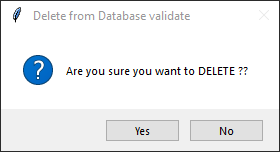 Delete from Database validate
?
Are you sure you want to DELETE ??
Yes No